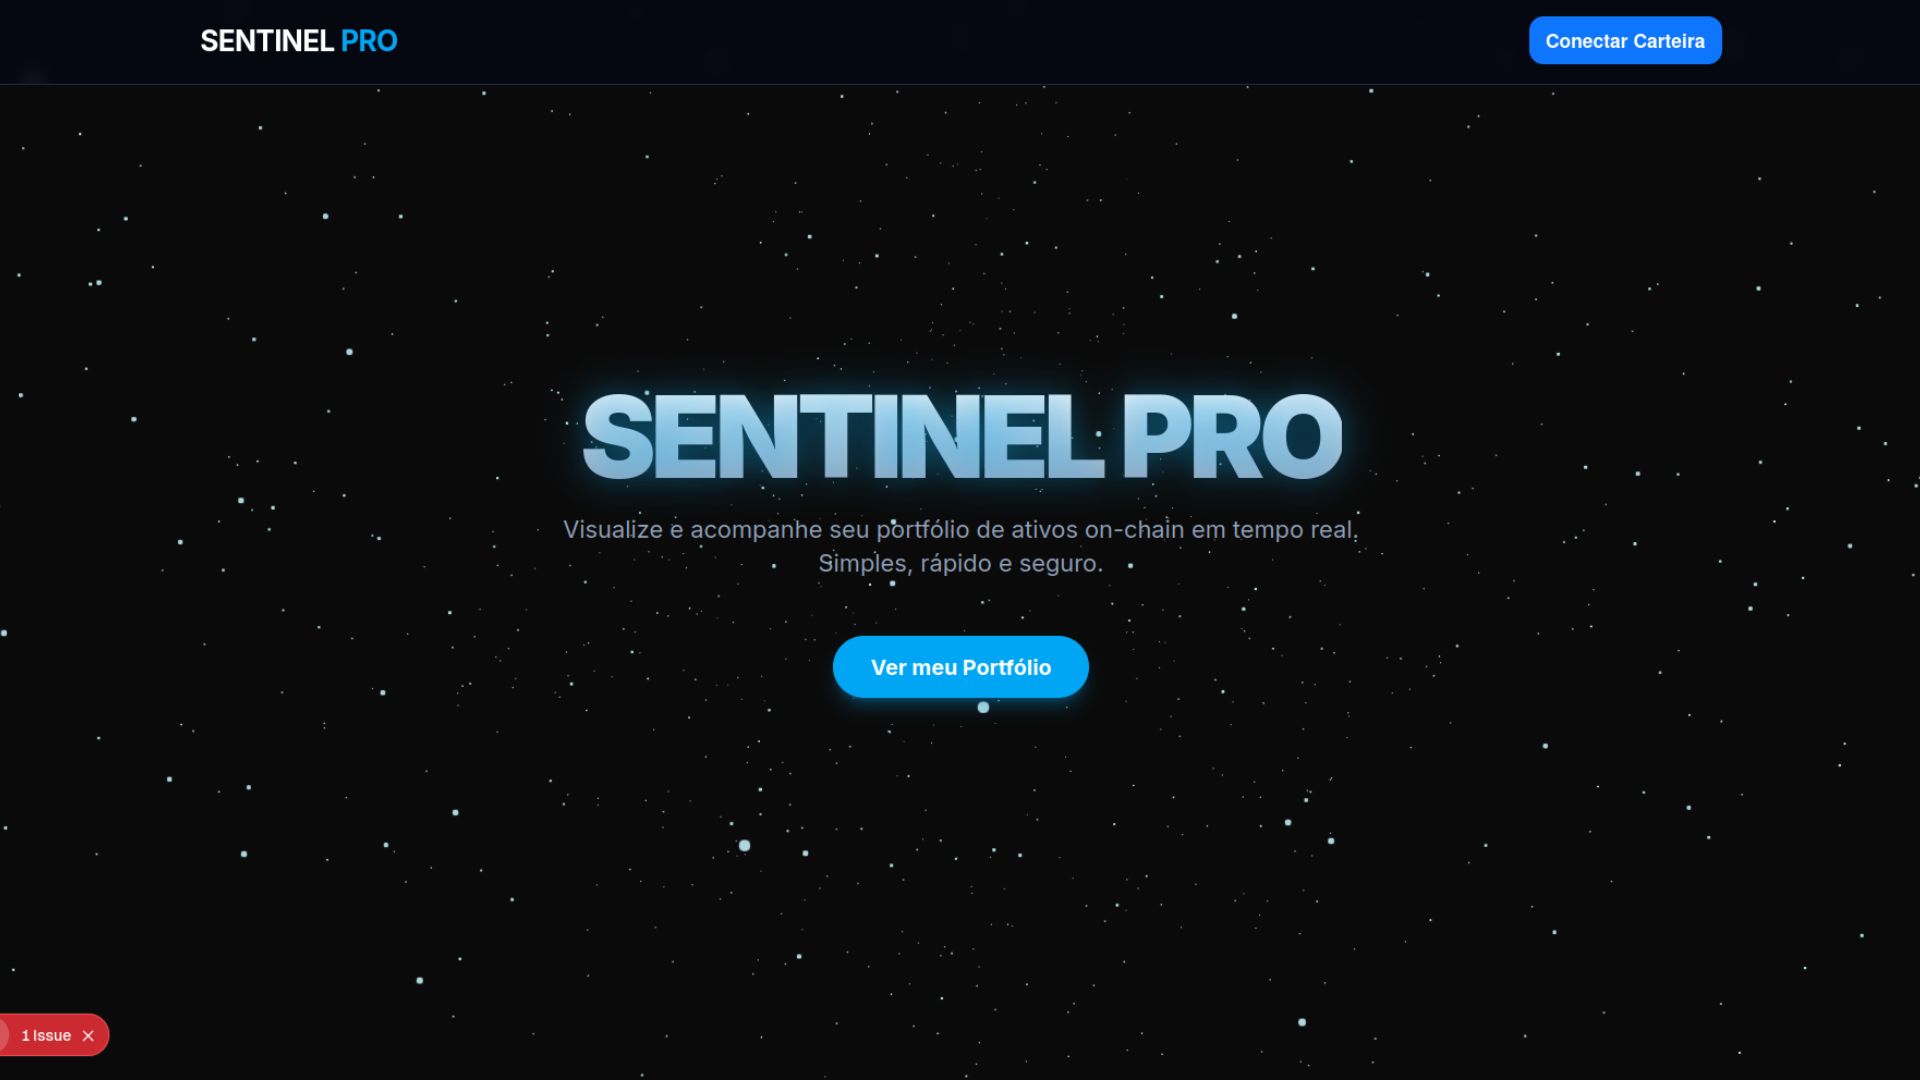 SENTINEL PRO
Conectar Carteira
SENTINEL PRO
Visualize e acompanhe seu portfólio de ativos on-chain em tempo real.
Simples, rápido e seguro.
Ver meu Portfólio
1 Issue